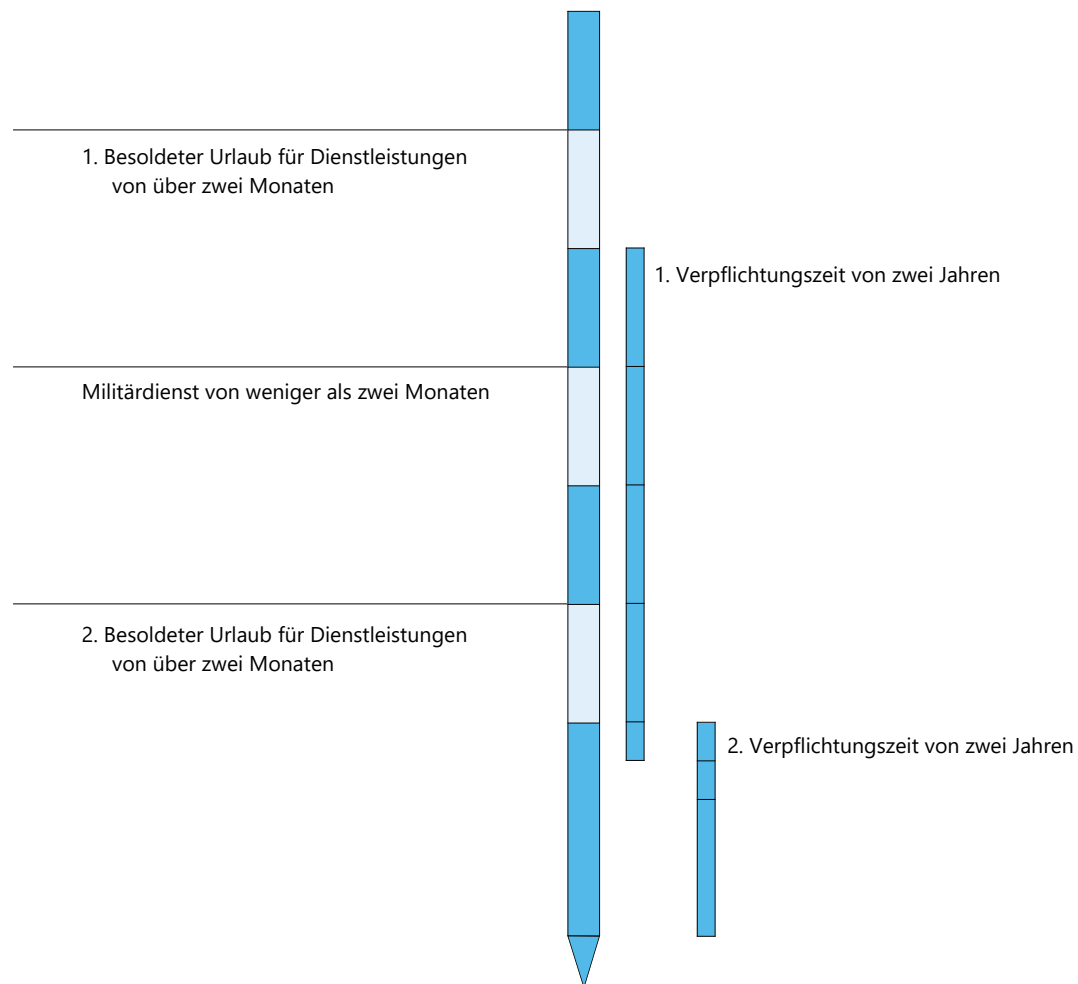 1. Besoldeter Urlaub für Dienstleistungen
von über zwei Monaten
1. Verpflichtungszeit von zwei Jahren
Militärdienst von weniger als zwei Monaten
2. Besoldeter Urlaub für Dienstleistungen
von über zwei Monaten
2. Verpflichtungszeit von zwei Jahren